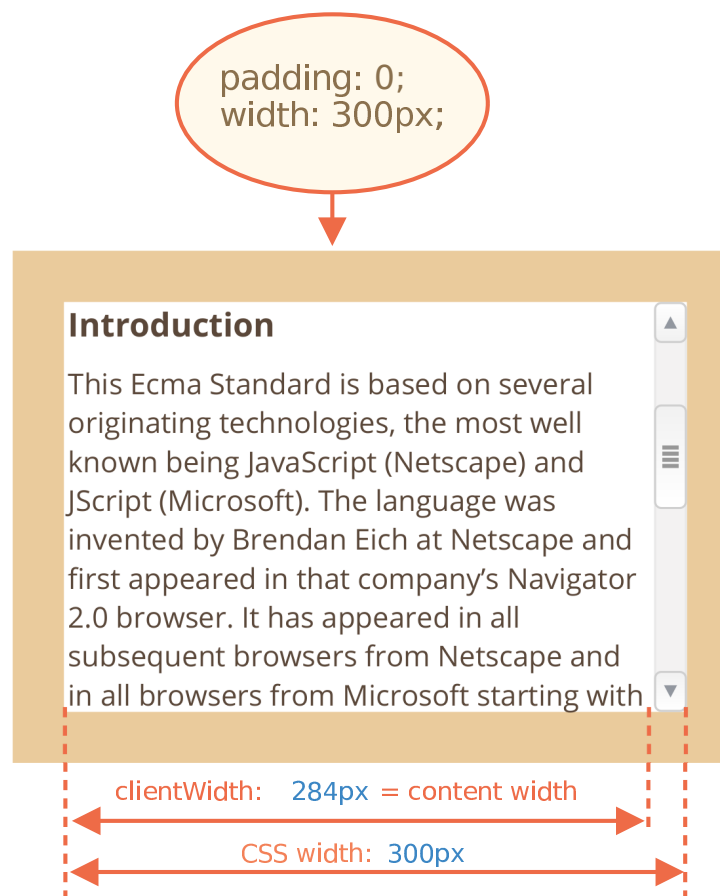 padding: 0;
width: 300px;
Introduction
This Ecma Standard is based on several
originating technologies, the most well
known being JavaScript (Netscape) and
JScript (Microsoft). The language was
invented by Brendan Eich at Netscape and
first appeared in that company’s Navigator
2.0 browser. It has appeared in all
subsequent browsers from Netscape and
in all browsers from Microsoft starting with
clientWidth: 284px = content width
CSS width: 300px